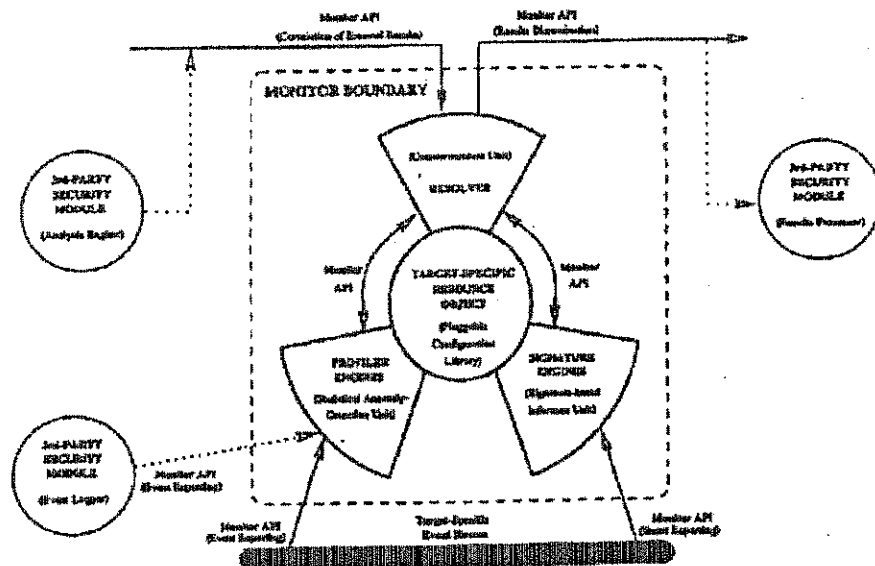 Monitor API
(Correlation of External Results)
Monitor API
(Results Dissemination)
MONITOR BOUNDARY
(Countermeasure Unit)
RESOLVER
3rd-PARTY
SECURITY
MODULE
(Analysis Engine)
3rd-PARTY
SECURITY
MODULE
(Results Processor)
Monitor
API
TARGET-SPECIFIC
RESOURCE
OBJECT
(Pluggable
Configuration
Library)
Monitor
API
PROFILER
ENGINES
(Statistical Anomaly-
Detection Unit)
SIGNATURE
ENGINES
(Signature-based
Inference Unit)
3rd-PARTY
SECURITY
MODULE
(Event Logger)
Monitor API
(Event Reporting)
Monitor API
(Event Reporting)
Target-Specific
Event Stream
Monitor API
(Event Reporting)